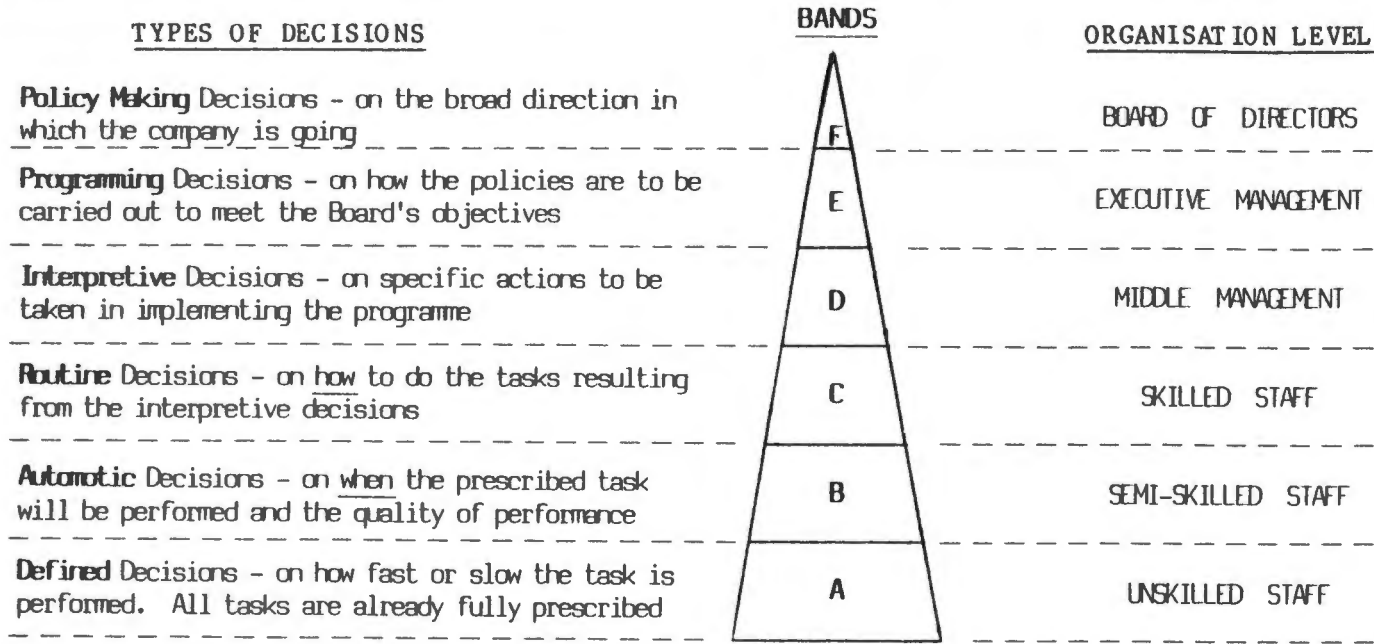 TYPES OF DECISIONS
BANDS
ORGANISATION LEVEL
Policy Making Decisions - on the broad direction in
which the company is going
F
BOARD OF DIRECTORS
Programming Decisions - on how the policies are to be
carried out to meet the Board's objectives
E
EXECUTIVE MANAGEMENT
Interpretive Decisions - on specific actions to be
taken in implementing the programme
D
MIDDLE MANAGEMENT
Routine Decisions - on how to do the tasks resulting
from the interpretive decisions
C
SKILLED STAFF
Automotic Decisions - on when the prescribed task
will be performed and the quality of performance
B
SEMI-SKILLED STAFF
Defined Decisions - on how fast or slow the task is
performed. All tasks are already fully prescribed
A
UNSKILLED STAFF